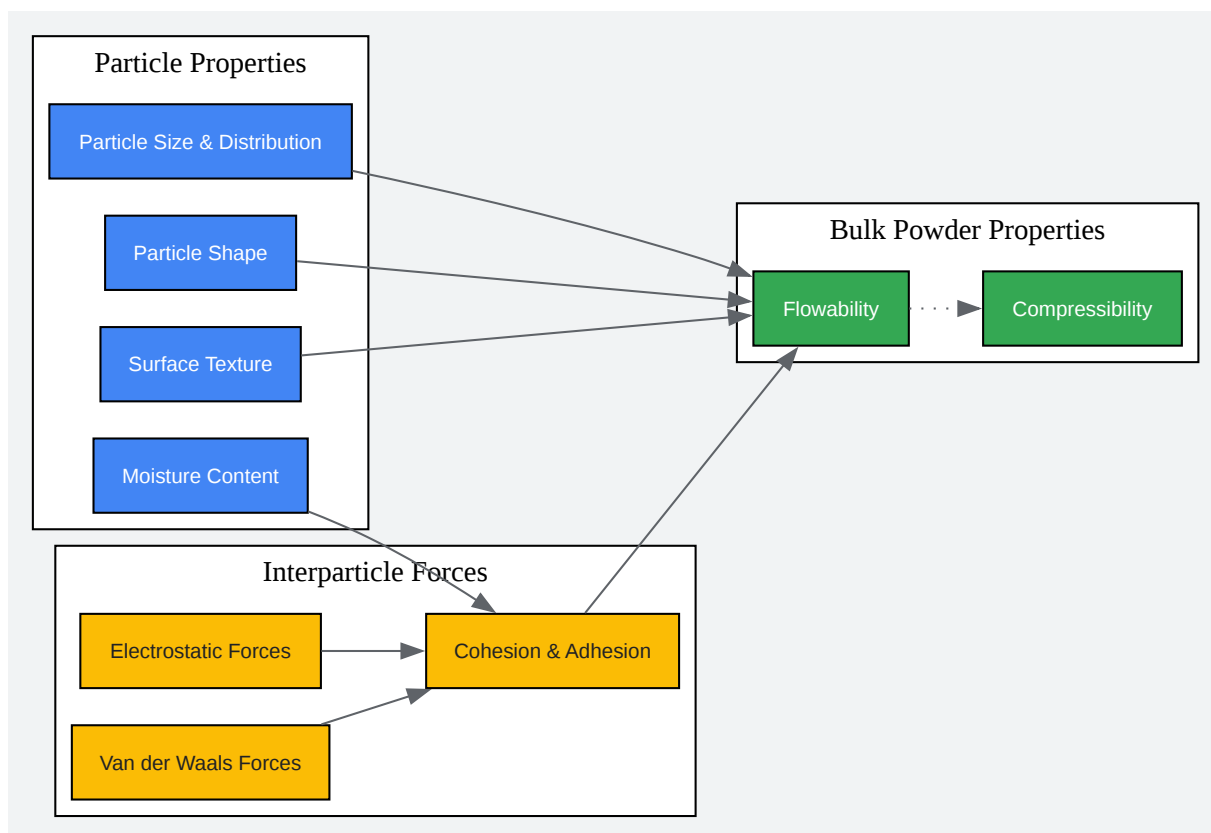 Particle Properties
Particle Size & Distribution
Particle Shape
Surface Texture
Moisture Content
Bulk Powder Properties
Flowability
Compressibility
Interparticle Forces
Electrostatic Forces
Cohesion & Adhesion
Van der Waals Forces